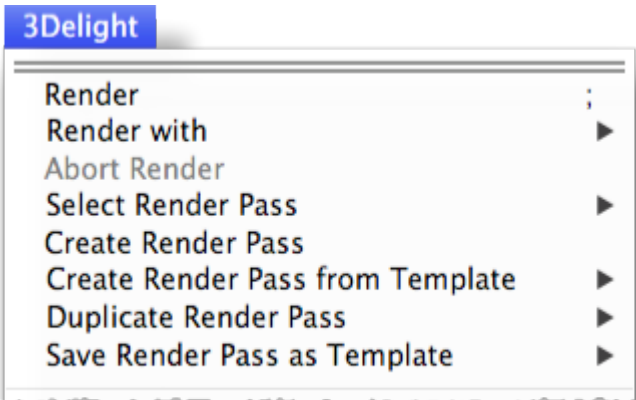 3Delight
Render ;
Render with ▶
Abort Render
Select Render Pass ▶
Create Render Pass
Create Render Pass from Template ▶
Duplicate Render Pass ▶
Save Render Pass as Template ▶